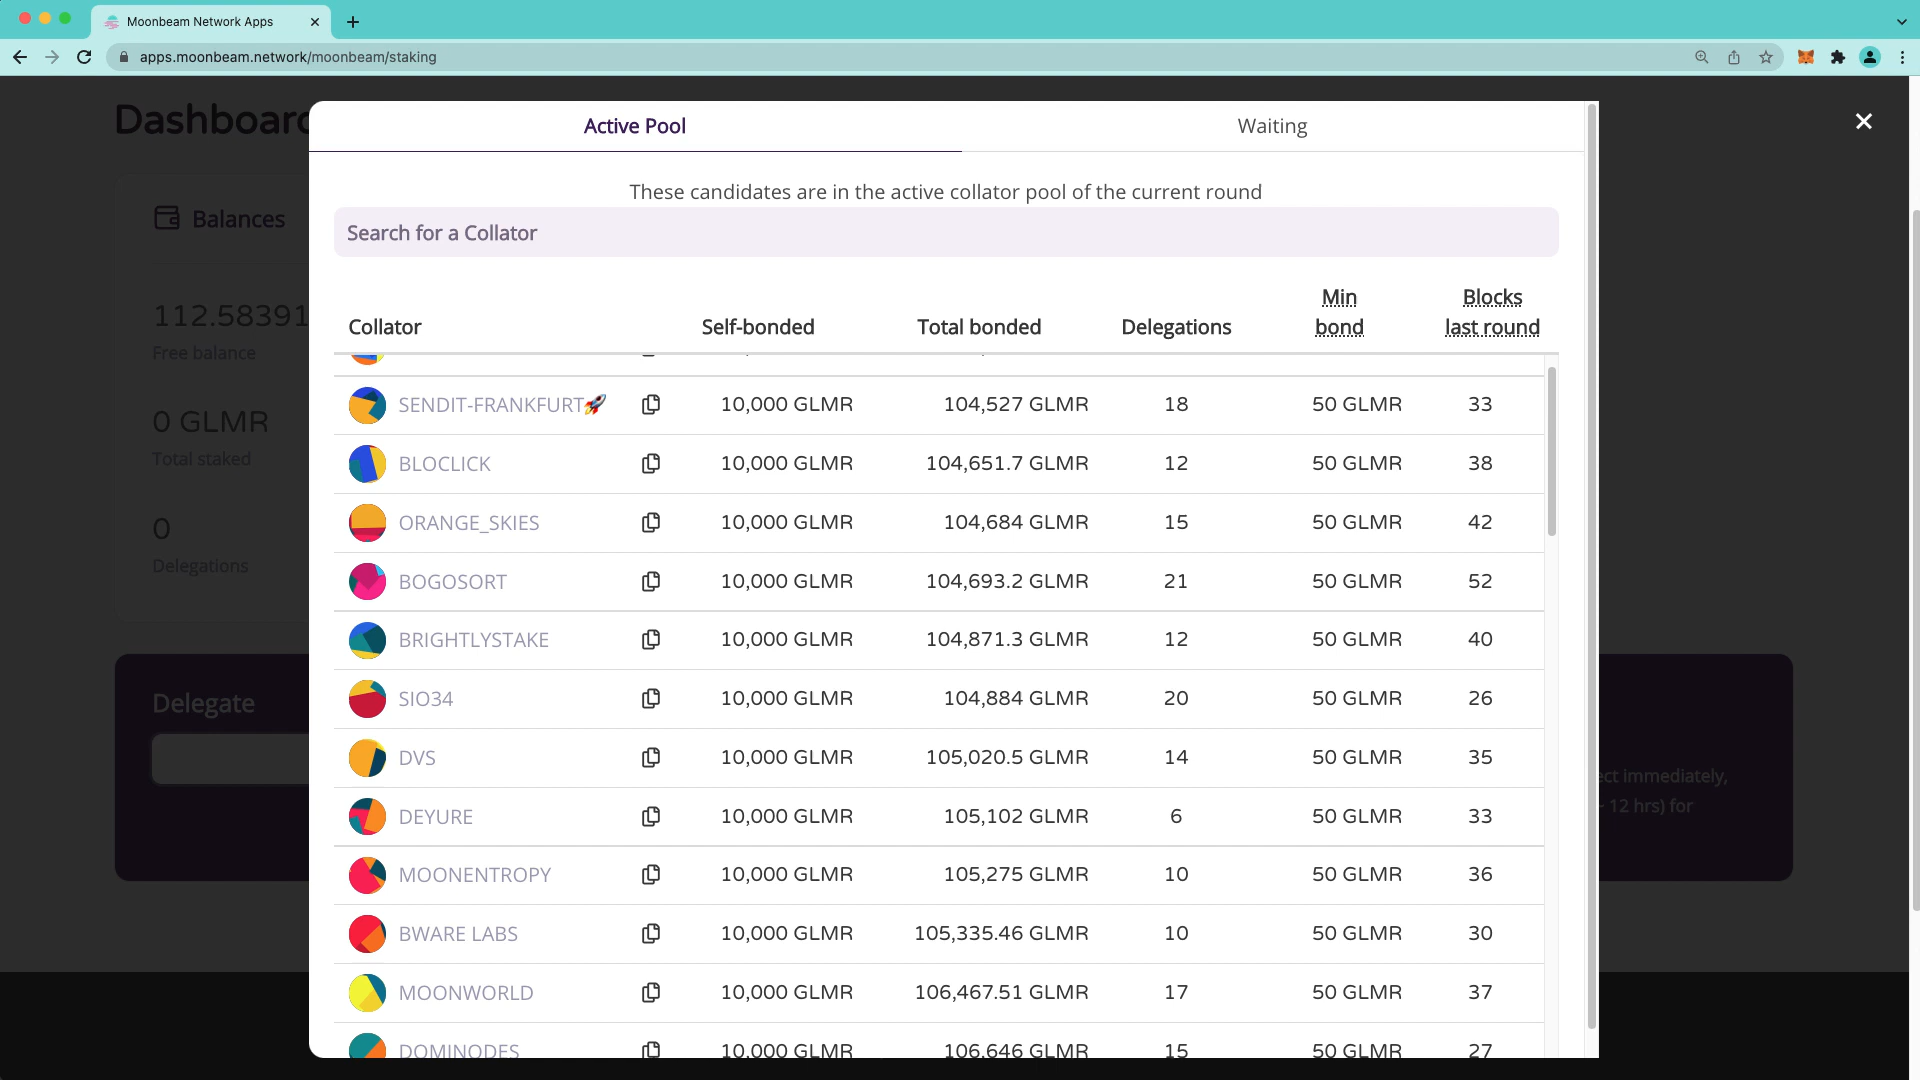 Moonbeam Network Apps
apps.moonbeam.network/moonbeam/staking
Dashboard
Balances
112.58391
Free balance
0 GLMR
Total staked
0
Delegations
Delegate
Active Pool
Waiting
These candidates are in the active collator pool of the current round
Search for a Collator
Collator Self-bonded Total bonded Delegations Min bond Blocks last round
SENDIT-FRANKFURT🚀 10,000 GLMR 104,527 GLMR 18 50 GLMR 33
BLOCLICK 10,000 GLMR 104,651.7 GLMR 12 50 GLMR 38
ORANGE_SKIES 10,000 GLMR 104,684 GLMR 15 50 GLMR 42
BOGOSORT 10,000 GLMR 104,693.2 GLMR 21 50 GLMR 52
BRIGHTLYSTAKE 10,000 GLMR 104,871.3 GLMR 12 50 GLMR 40
SIO34 10,000 GLMR 104,884 GLMR 20 50 GLMR 26
DVS 10,000 GLMR 105,020.5 GLMR 14 50 GLMR 35
DEYURE 10,000 GLMR 105,102 GLMR 6 50 GLMR 33
MOONENTROPY 10,000 GLMR 105,275 GLMR 10 50 GLMR 36
BWARE LABS 10,000 GLMR 105,335.46 GLMR 10 50 GLMR 30
MOONWORLD 10,000 GLMR 106,467.51 GLMR 17 50 GLMR 37
DOMINODES 10,000 GLMR 106,646 GLMR 15 50 GLMR 27
ect immediately,
- 12 hrs) for